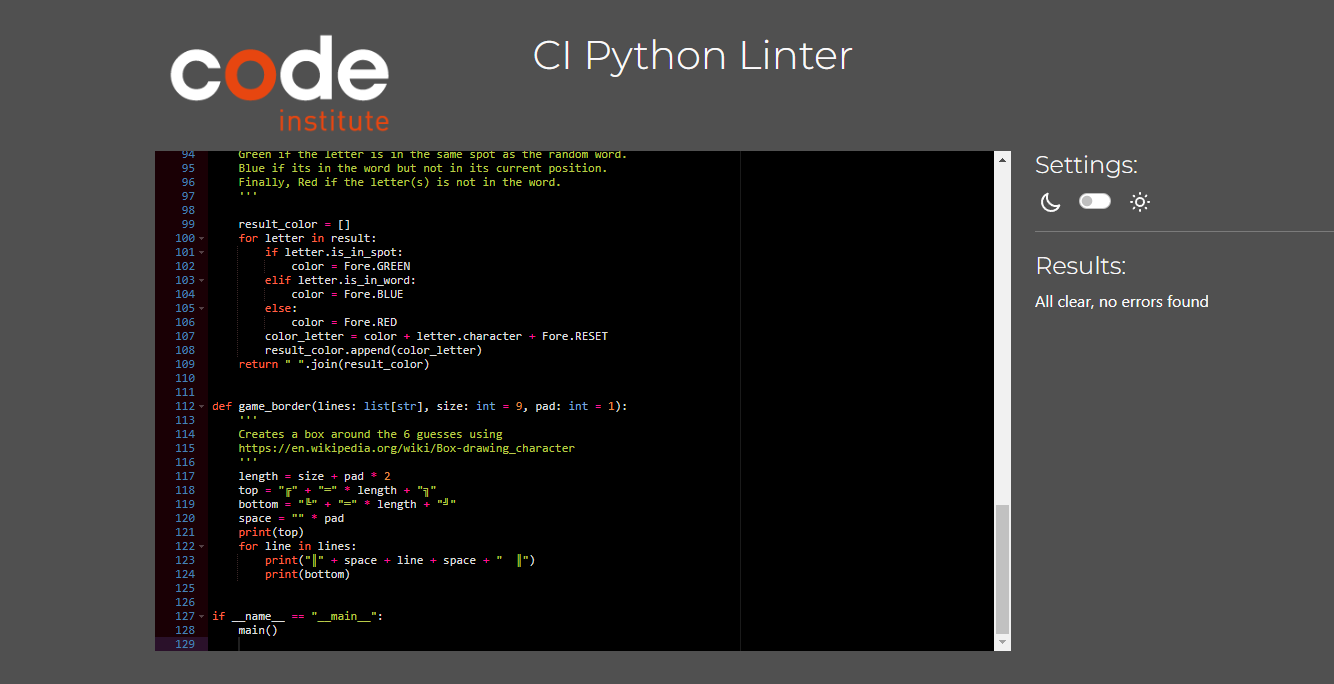 code
institute
CI Python Linter
94 Green if the letter is in the same spot as the random word.
95 Blue if its in the word but not in its current position.
96 Finally, Red if the letter(s) is not in the word.
97 '''
98
99 result_color = []
100 for letter in result:
101 if letter.is_in_spot:
102 color = Fore.GREEN
103 elif letter.is_in_word:
104 color = Fore.BLUE
105 else:
106 color = Fore.RED
107 color_letter = color + letter.character + Fore.RESET
108 result_color.append(color_letter)
109 return " ".join(result_color)
110
111
112 def game_border(lines: list[str], size: int = 9, pad: int = 1):
113 '''
114 Creates a box around the 6 guesses using
115 https://en.wikipedia.org/wiki/Box-drawing_character
116 '''
117 length = size + pad * 2
118 top = "╔" + "═" * length + "╗"
119 bottom = "╚" + "═" * length + "╝"
120 space = "" * pad
121 print(top)
122 for line in lines:
123 print("║" + space + line + space + "  ║")
124 print(bottom)
125
126
127 if __name__ == "__main__":
128 main()
129
Settings:
Results:
All clear, no errors found